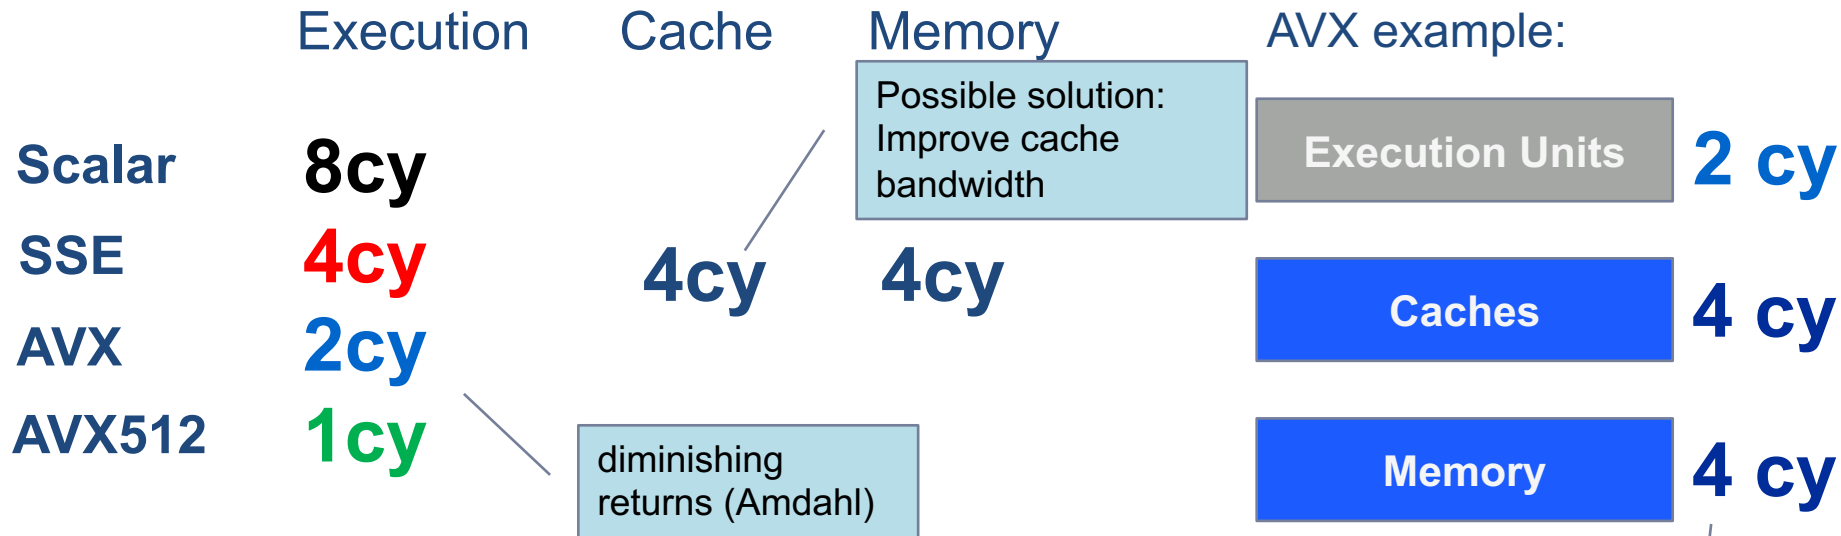 Execution Cache Memory AVX example:
Possible solution:
Improve cache
bandwidth
Scalar 8cy
Execution Units 2 cy
SSE 4cy
4cy 4cy
Caches 4 cy
AVX 2cy
AVX512 1cy
diminishing
returns (Amdahl)
Memory 4 cy